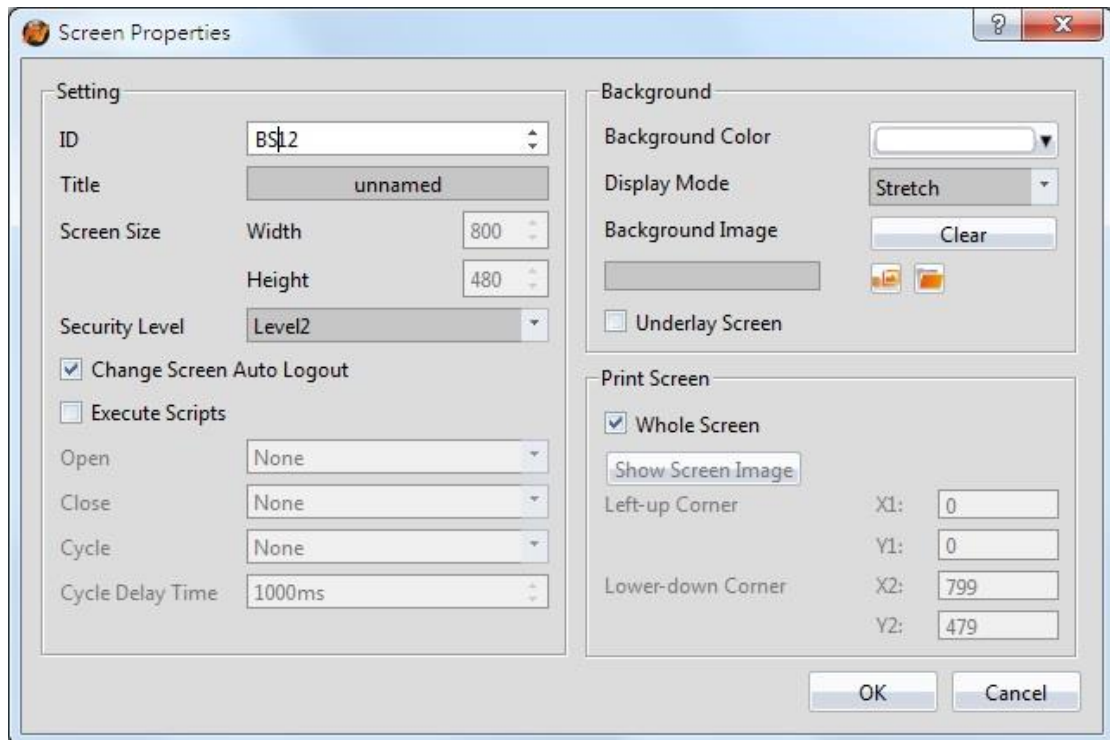 Screen Properties
Setting
ID BS12
Title unnamed
Screen Size Width 800
Height 480
Security Level Level2
Change Screen Auto Logout
Execute Scripts
Open None
Close None
Cycle None
Cycle Delay Time 1000ms
Background
Background Color
Display Mode Stretch
Background Image Clear
Underlay Screen
Print Screen
Whole Screen
Show Screen Image
Left-up Corner X1: 0
Y1: 0
Lower-down Corner X2: 799
Y2: 479
OK Cancel